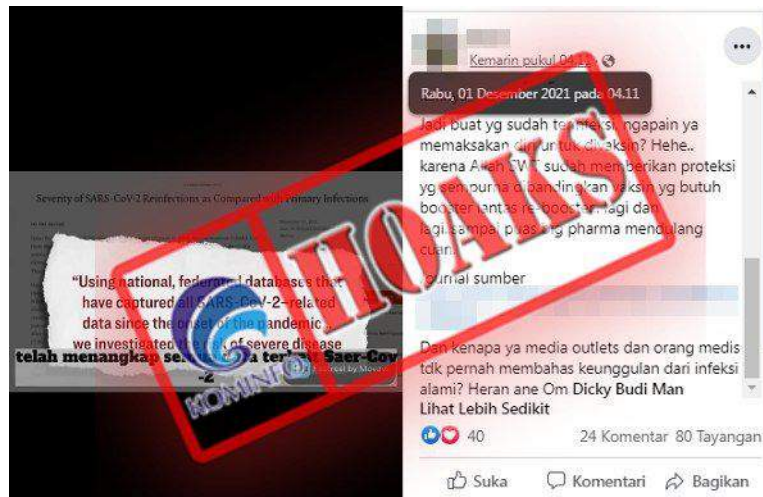 Severity of SARS-CoV-2 Reinfections as Compared with Primary Infections
"Using national, federated databases that
have captured all SARS-CoV-2-related
data since the onset of the pandemic ..
we investigated the risk of severe disease
telah menangkap
-2
KOMINFO
HOAKS
Kemarin pukul 04.11
Rabu, 01 Desember 2021 pada 04.11
Jadi buat yg sudah terinfeksi, ngapain ya
memaksakan diri untuk divaksin? Hehe..
karena Allah SWT sudah memberikan proteksi
yg sempurna dibandingkan vaksin yg butuh
booster lantas re-booster lagi dan
lagi sampai puas big pharma mendulang
cuan.
Jurnal sumber
Dan kenapa ya media outlets dan orang medis
tdk pernah membahas keunggulan dari infeksi
alami? Heran ane Om Dicky Budi Man
Lihat Lebih Sedikit
40
24 Komentar 80 Tayangan
Suka Komentari Bagikan